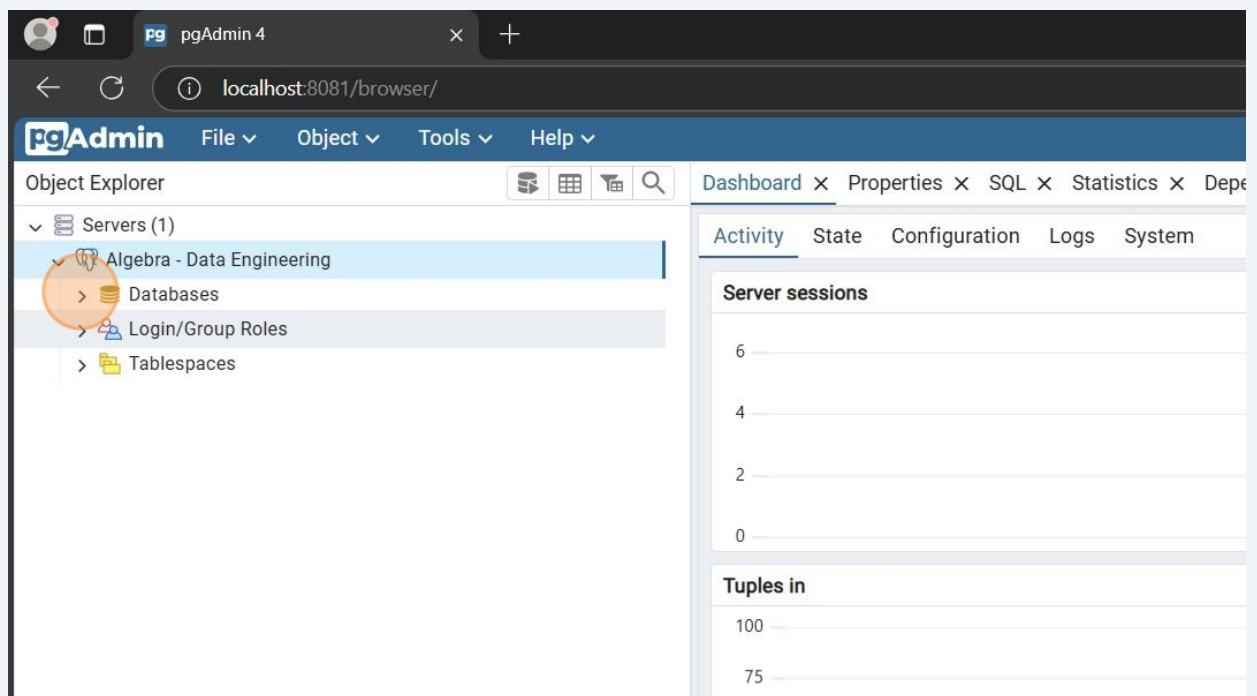 pg pgAdmin 4
localhost:8081/browser/
pgAdmin File Object Tools Help
Object Explorer
Dashboard Properties SQL Statistics Depe
Servers (1)
Activity State Configuration Logs System
Algebra - Data Engineering
Databases
Login/Group Roles
Tablespaces
Server sessions
6
4
2
0
Tuples in
100
75